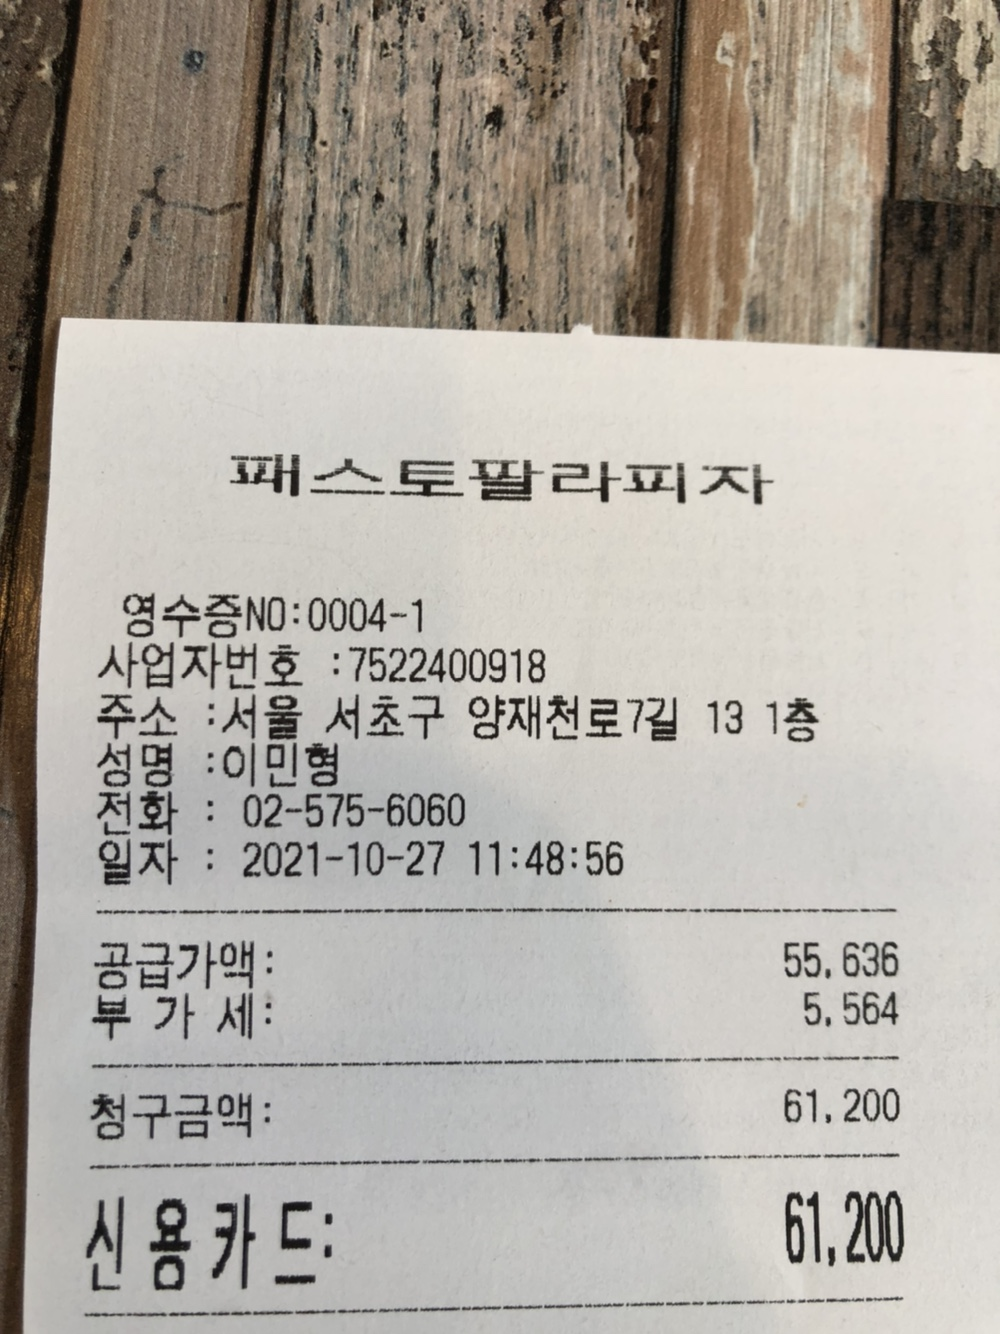 패스토팔라피자
영수증NO:0004-1
사업자번호 :7522400918
주소 :서울 서초구 양재천로7길 13 1층
성명 :이민형
전화 : 02-575-6060
일자 : 2021-10-27 11:48:56
공급가액: 55,636
부 가 세: 5,564
청구금액: 61,200
신용카드: 61,200